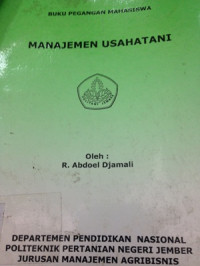 BUKU PEGANGAN MAHASISWA
MANAJEMEN USAHATANI
Oleh :
R. Abdoel Djamali
DEPARTEMEN PENDIDIKAN NASIONAL
POLITEKNIK PERTANIAN NEGERI JEMBER
JURUSAN MANAJEMEN AGRIBISNIS